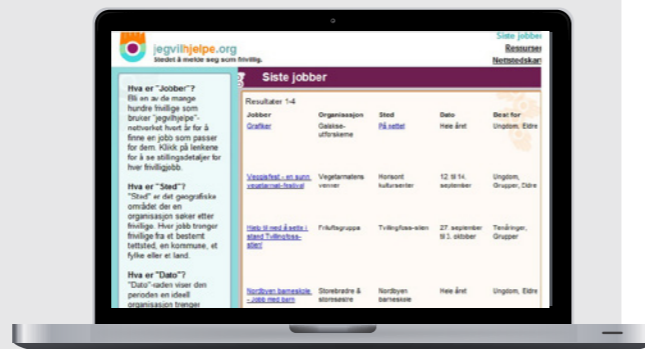 jegvilhjelpe.org
Stedet å melde seg som frivillig.
Siste jobber
Ressurser
Nettstedskart
Siste jobber
Hva er "Jobber"?
Bli en av de mange
hundre frivillige som
bruker "jegvilhjelpe"-
nettverket hvert år for å
finne en jobb som passer
for dem. Klikk på lenkene
for å se stillingsdetaljer for
hver frivilligjobb.
Hva er "Sted"?
"Sted" er det geografiske
området der en
organisasjon søker etter
frivillige. Hver jobb trenger
frivillige fra et bestemt
tettsted, en kommune, et
fylke eller et land.
Hva er "Dato"?
"Dato"-raden viser den
perioden en ideell
organisasjon trenger
Resultater 1-4
Jobber Organisasjon Sted Dato Best for
Grafiker Galakse-utforskerne På nettet Hele året Ungdom, Eldre
Veggisfest - en sunn, vegetarmat-festival Vegetarmatens venner Horisont kultursenter 12. til 14. september Ungdom, Grupper, Eldre
Hjelp til med å sette i stand Tvillingfoss-stien! Friluftsgruppa Tvillingfoss-stien 27. september til 3. oktober Tenåringer, Grupper
Nordbyen barneskole - Jobb med barn Storebrødre & storesøstre Nordbyen barneskole Hele året Ungdom, Eldre